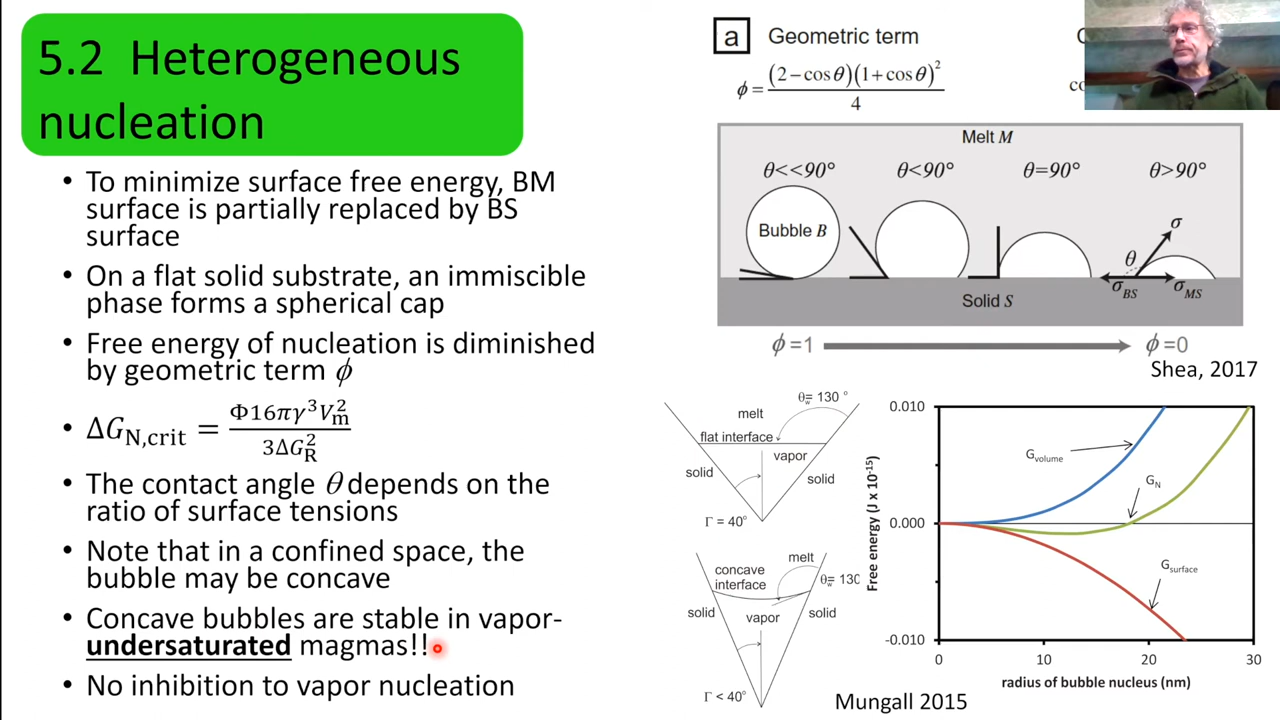 5.2 Heterogeneous
nucleation
• To minimize surface free energy, BM
surface is partially replaced by BS
surface
• On a flat solid substrate, an immiscible
phase forms a spherical cap
• Free energy of nucleation is diminished
by geometric term ϕ
• ΔG_N,crit = Φ16πγ³V_m² / 3ΔG_R²
• The contact angle θ depends on the
ratio of surface tensions
• Note that in a confined space, the
bubble may be concave
• Concave bubbles are stable in vapor-
undersaturated magmas!!
• No inhibition to vapor nucleation
a Geometric term
ϕ = (2−cosθ)(1+cosθ)² / 4
Melt M
θ<<90° θ<90° θ=90° θ>90°
Bubble B
σ
θ
σ_BS σ_MS
Solid S
ϕ=1 ϕ=0
Shea, 2017
θ_w= 130 °
melt
flat interface
vapor
solid solid
Γ = 40°
melt
concave
interface
θ_w= 130
solid solid
vapor
Γ < 40°
Mungall 2015
Free energy (J x 10⁻¹⁵)
0.010
0.000
-0.010
G_volume
G_N
G_surface
0 10 20 30
radius of bubble nucleus (nm)